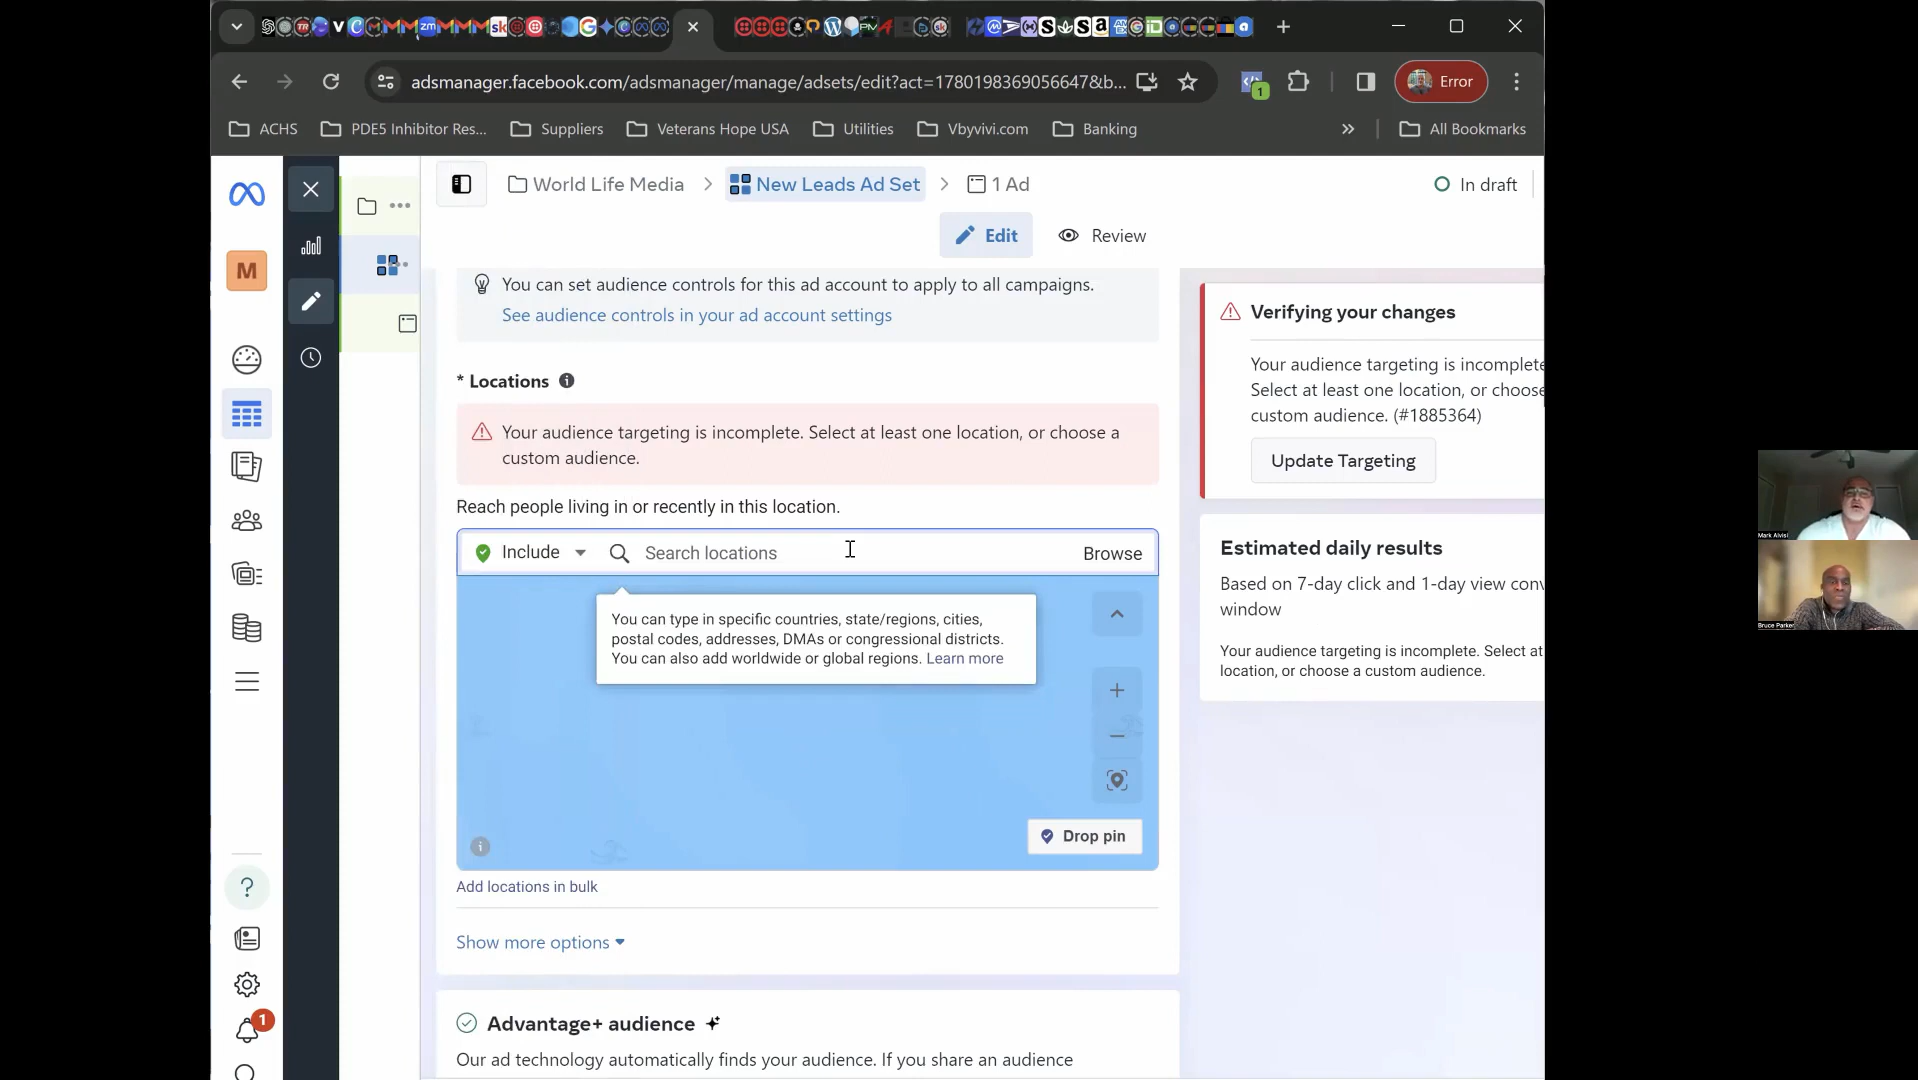 Error
adsmanager.facebook.com/adsmanager/manage/adsets/edit?act=1780198369056647&b...
1
ACHS
PDE5 Inhibitor Res...
Suppliers
Veterans Hope USA
Utilities
Vbyvivi.com
Banking
All Bookmarks
World Life Media
New Leads Ad Set
1 Ad
In draft
Edit
Review
M
You can set audience controls for this ad account to apply to all campaigns.
See audience controls in your ad account settings
* Locations
Your audience targeting is incomplete. Select at least one location, or choose a
custom audience.
Reach people living in or recently in this location.
Include
Search locations
Browse
You can type in specific countries, state/regions, cities,
postal codes, addresses, DMAs or congressional districts.
You can also add worldwide or global regions. Learn more
Drop pin
Add locations in bulk
Show more options
Advantage+ audience
Our ad technology automatically finds your audience. If you share an audience
Verifying your changes
Your audience targeting is incomplete
Select at least one location, or choose
custom audience. (#1885364)
Update Targeting
Estimated daily results
Based on 7-day click and 1-day view conv
window
Your audience targeting is incomplete. Select at
location, or choose a custom audience.
1
Mark Alvisi
Bruce Parker